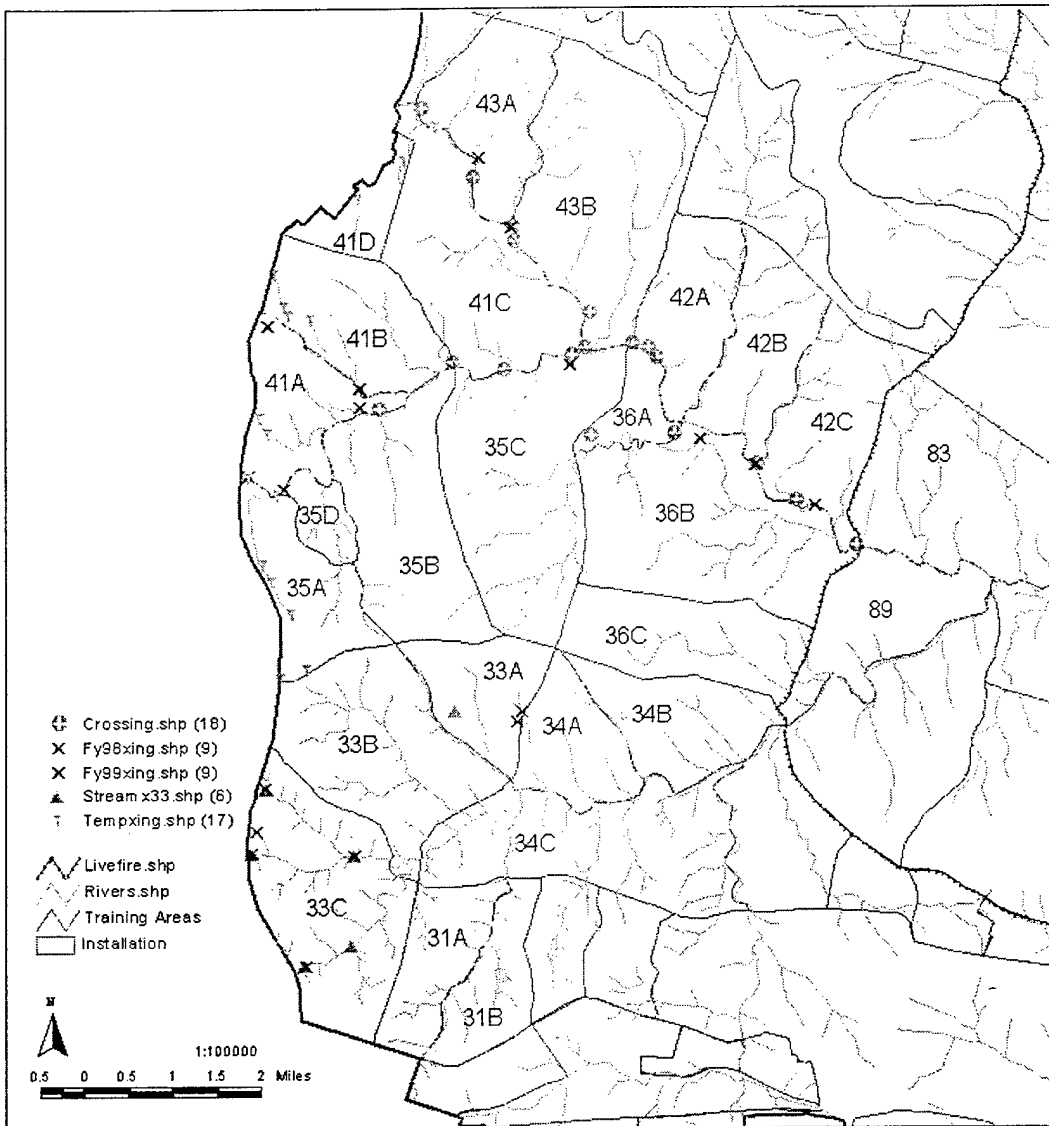 43A
43B
41D
42A
41C
41B
42B
41A
36A
42C
35C
83
35D
36B
35B
35A
89
36C
33A
34B
34A
33B
Crossing.shp (18)
Fy98xing.shp (9)
Fy99xing.shp (9)
Stream x33.shp (6)
Tempxing.shp (17)
Livefire.shp
Rivers.shp
Training Areas
Installation
34C
33C
31A
31B
N
1:100000
0.5 0 0.5 1 1.5 2 Miles